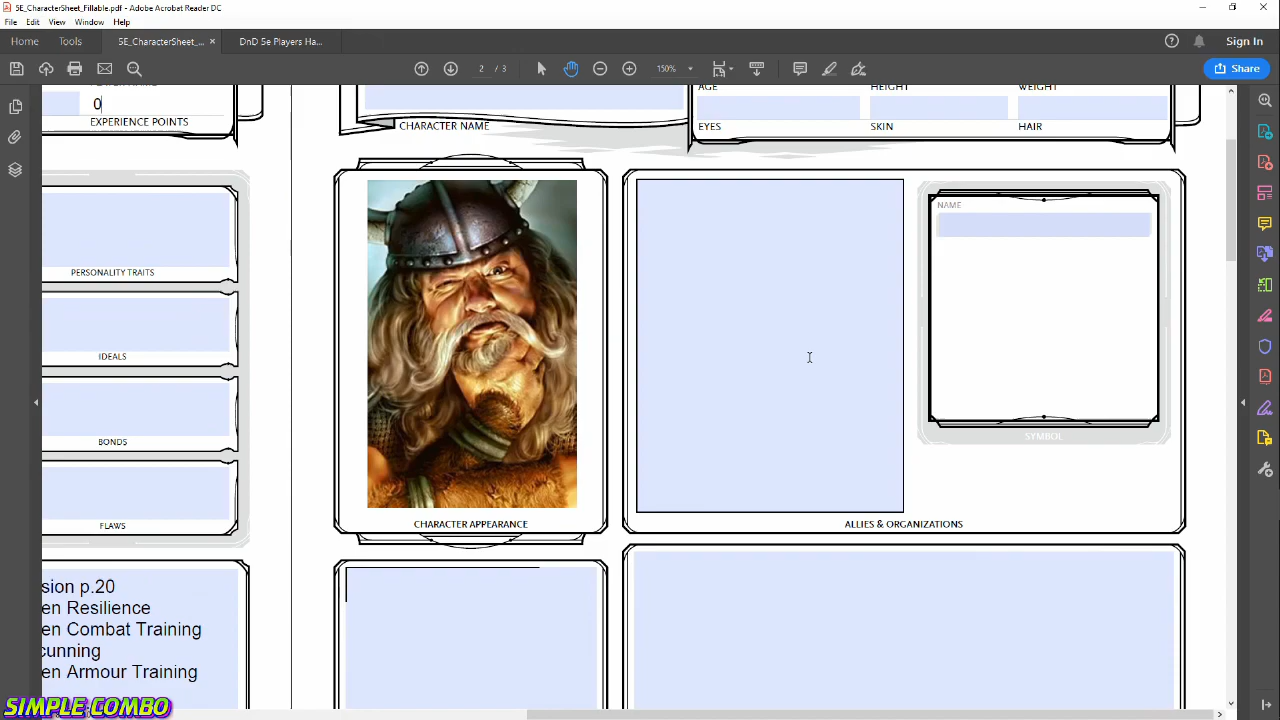 5E_CharacterSheet_Fillable.pdf - Adobe Acrobat Reader DC
File Edit View Window Help
Home Tools 5E_CharacterSheet_... × DnD 5e Players Ha...
Sign In
2 / 3 150% Share
0
EXPERIENCE POINTS
CHARACTER NAME
AGE HEIGHT WEIGHT
EYES SKIN HAIR
PERSONALITY TRAITS
IDEALS
BONDS
FLAWS
CHARACTER APPEARANCE
NAME
SYMBOL
ALLIES & ORGANIZATIONS
sion p.20
en Resilience
en Combat Training
cunning
en Armour Training
SIMPLE COMBO